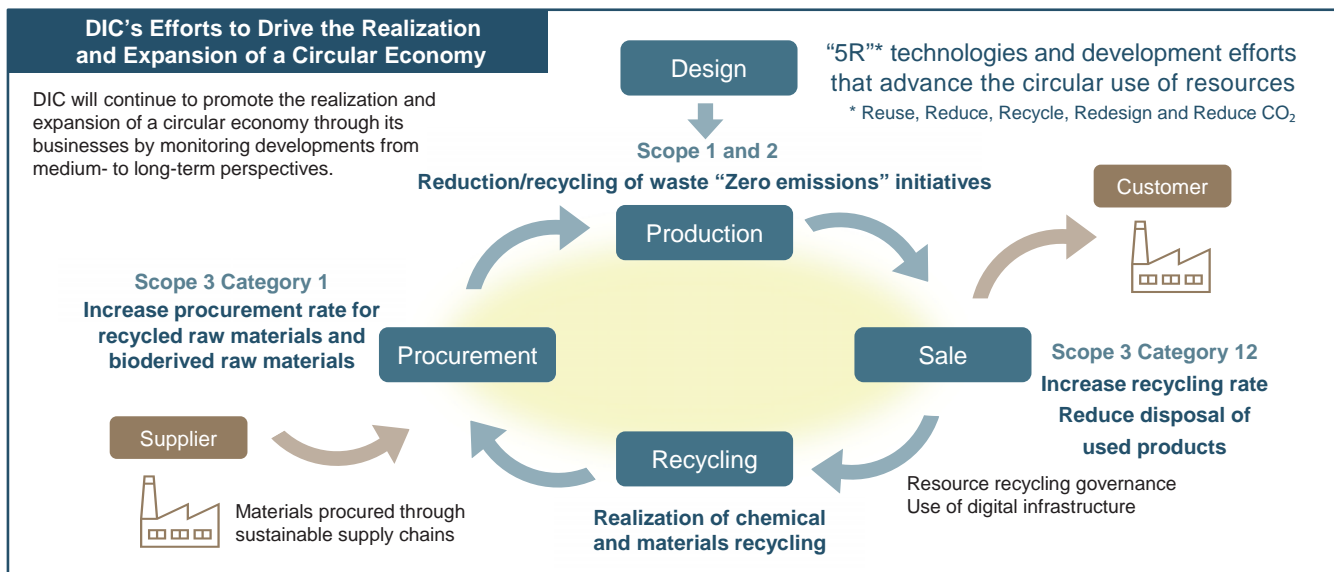 DIC's Efforts to Drive the Realization
and Expansion of a Circular Economy
DIC will continue to promote the realization and
expansion of a circular economy through its
businesses by monitoring developments from
medium- to long-term perspectives.
Design
“5R”* technologies and development efforts
that advance the circular use of resources
* Reuse, Reduce, Recycle, Redesign and Reduce CO₂
Scope 1 and 2
Reduction/recycling of waste “Zero emissions” initiatives
Production
Customer
Scope 3 Category 1
Increase procurement rate for
recycled raw materials and
bioderived raw materials
Procurement
Sale
Scope 3 Category 12
Increase recycling rate
Reduce disposal of
used products
Supplier
Materials procured through
sustainable supply chains
Recycling
Realization of chemical
and materials recycling
Resource recycling governance
Use of digital infrastructure